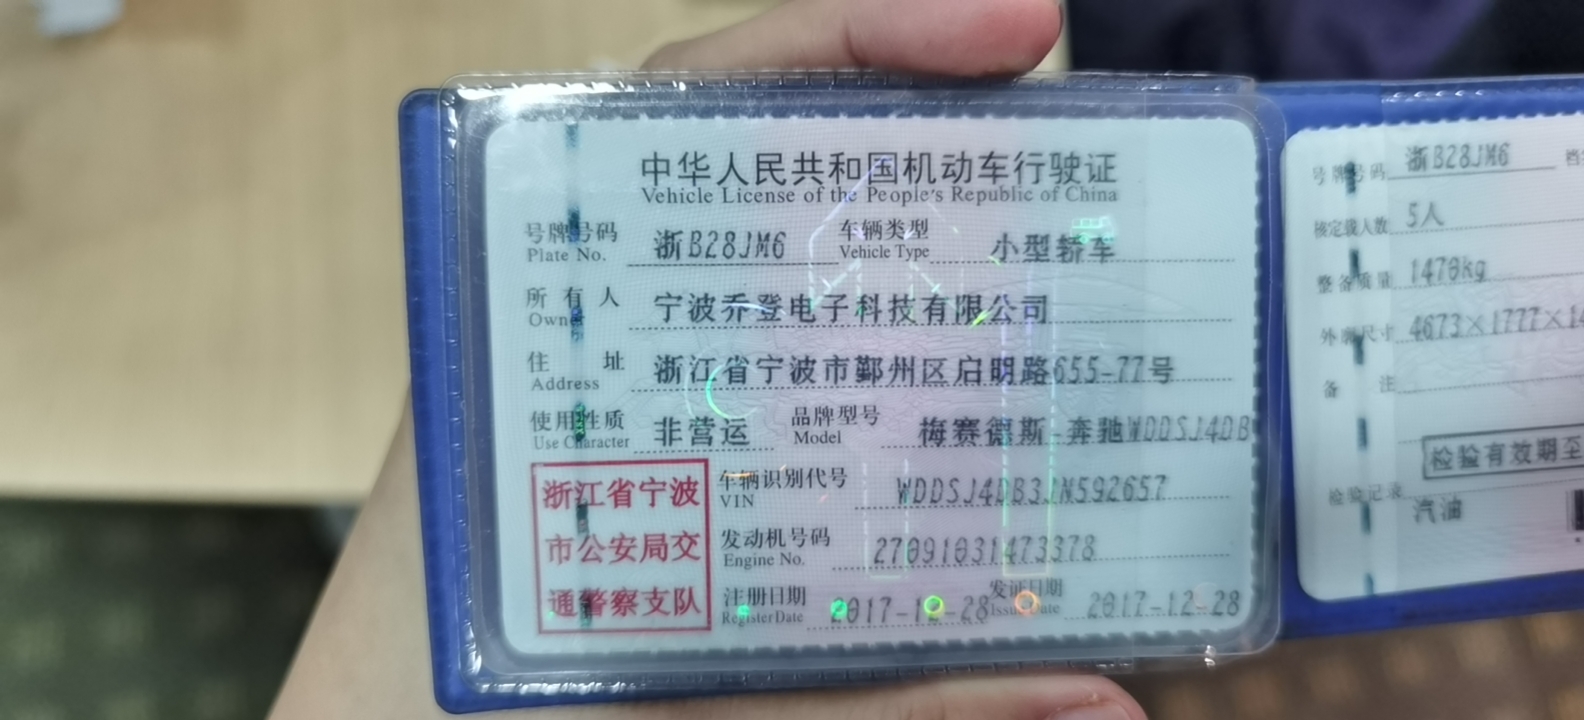 中华人民共和国机动车行驶证
Vehicle License of the People's Republic of China
号牌号码 浙B28JM6 车辆类型 小型轿车
Plate No. Vehicle Type
所有人 宁波乔登电子科技有限公司
Owner
住址 浙江省宁波市鄞州区启明路655-77号
Address
使用性质 非营运 品牌型号 梅赛德斯-奔驰WDDSJ4DB
Use Character Model
浙江省宁波
市公安局交
通警察支队
车辆识别代号 WDDSJ4DB3JN592657
VIN
发动机号码 27091031473378
Engine No.
注册日期 2017-12-28 发证日期 2017-12-28
Register Date Issue Date
号牌号码 浙B28JM6
核定载人数 5人
整备质量 1470kg
外廓尺寸 4673×1777×14
备注
检验有效期至
检验记录
汽油